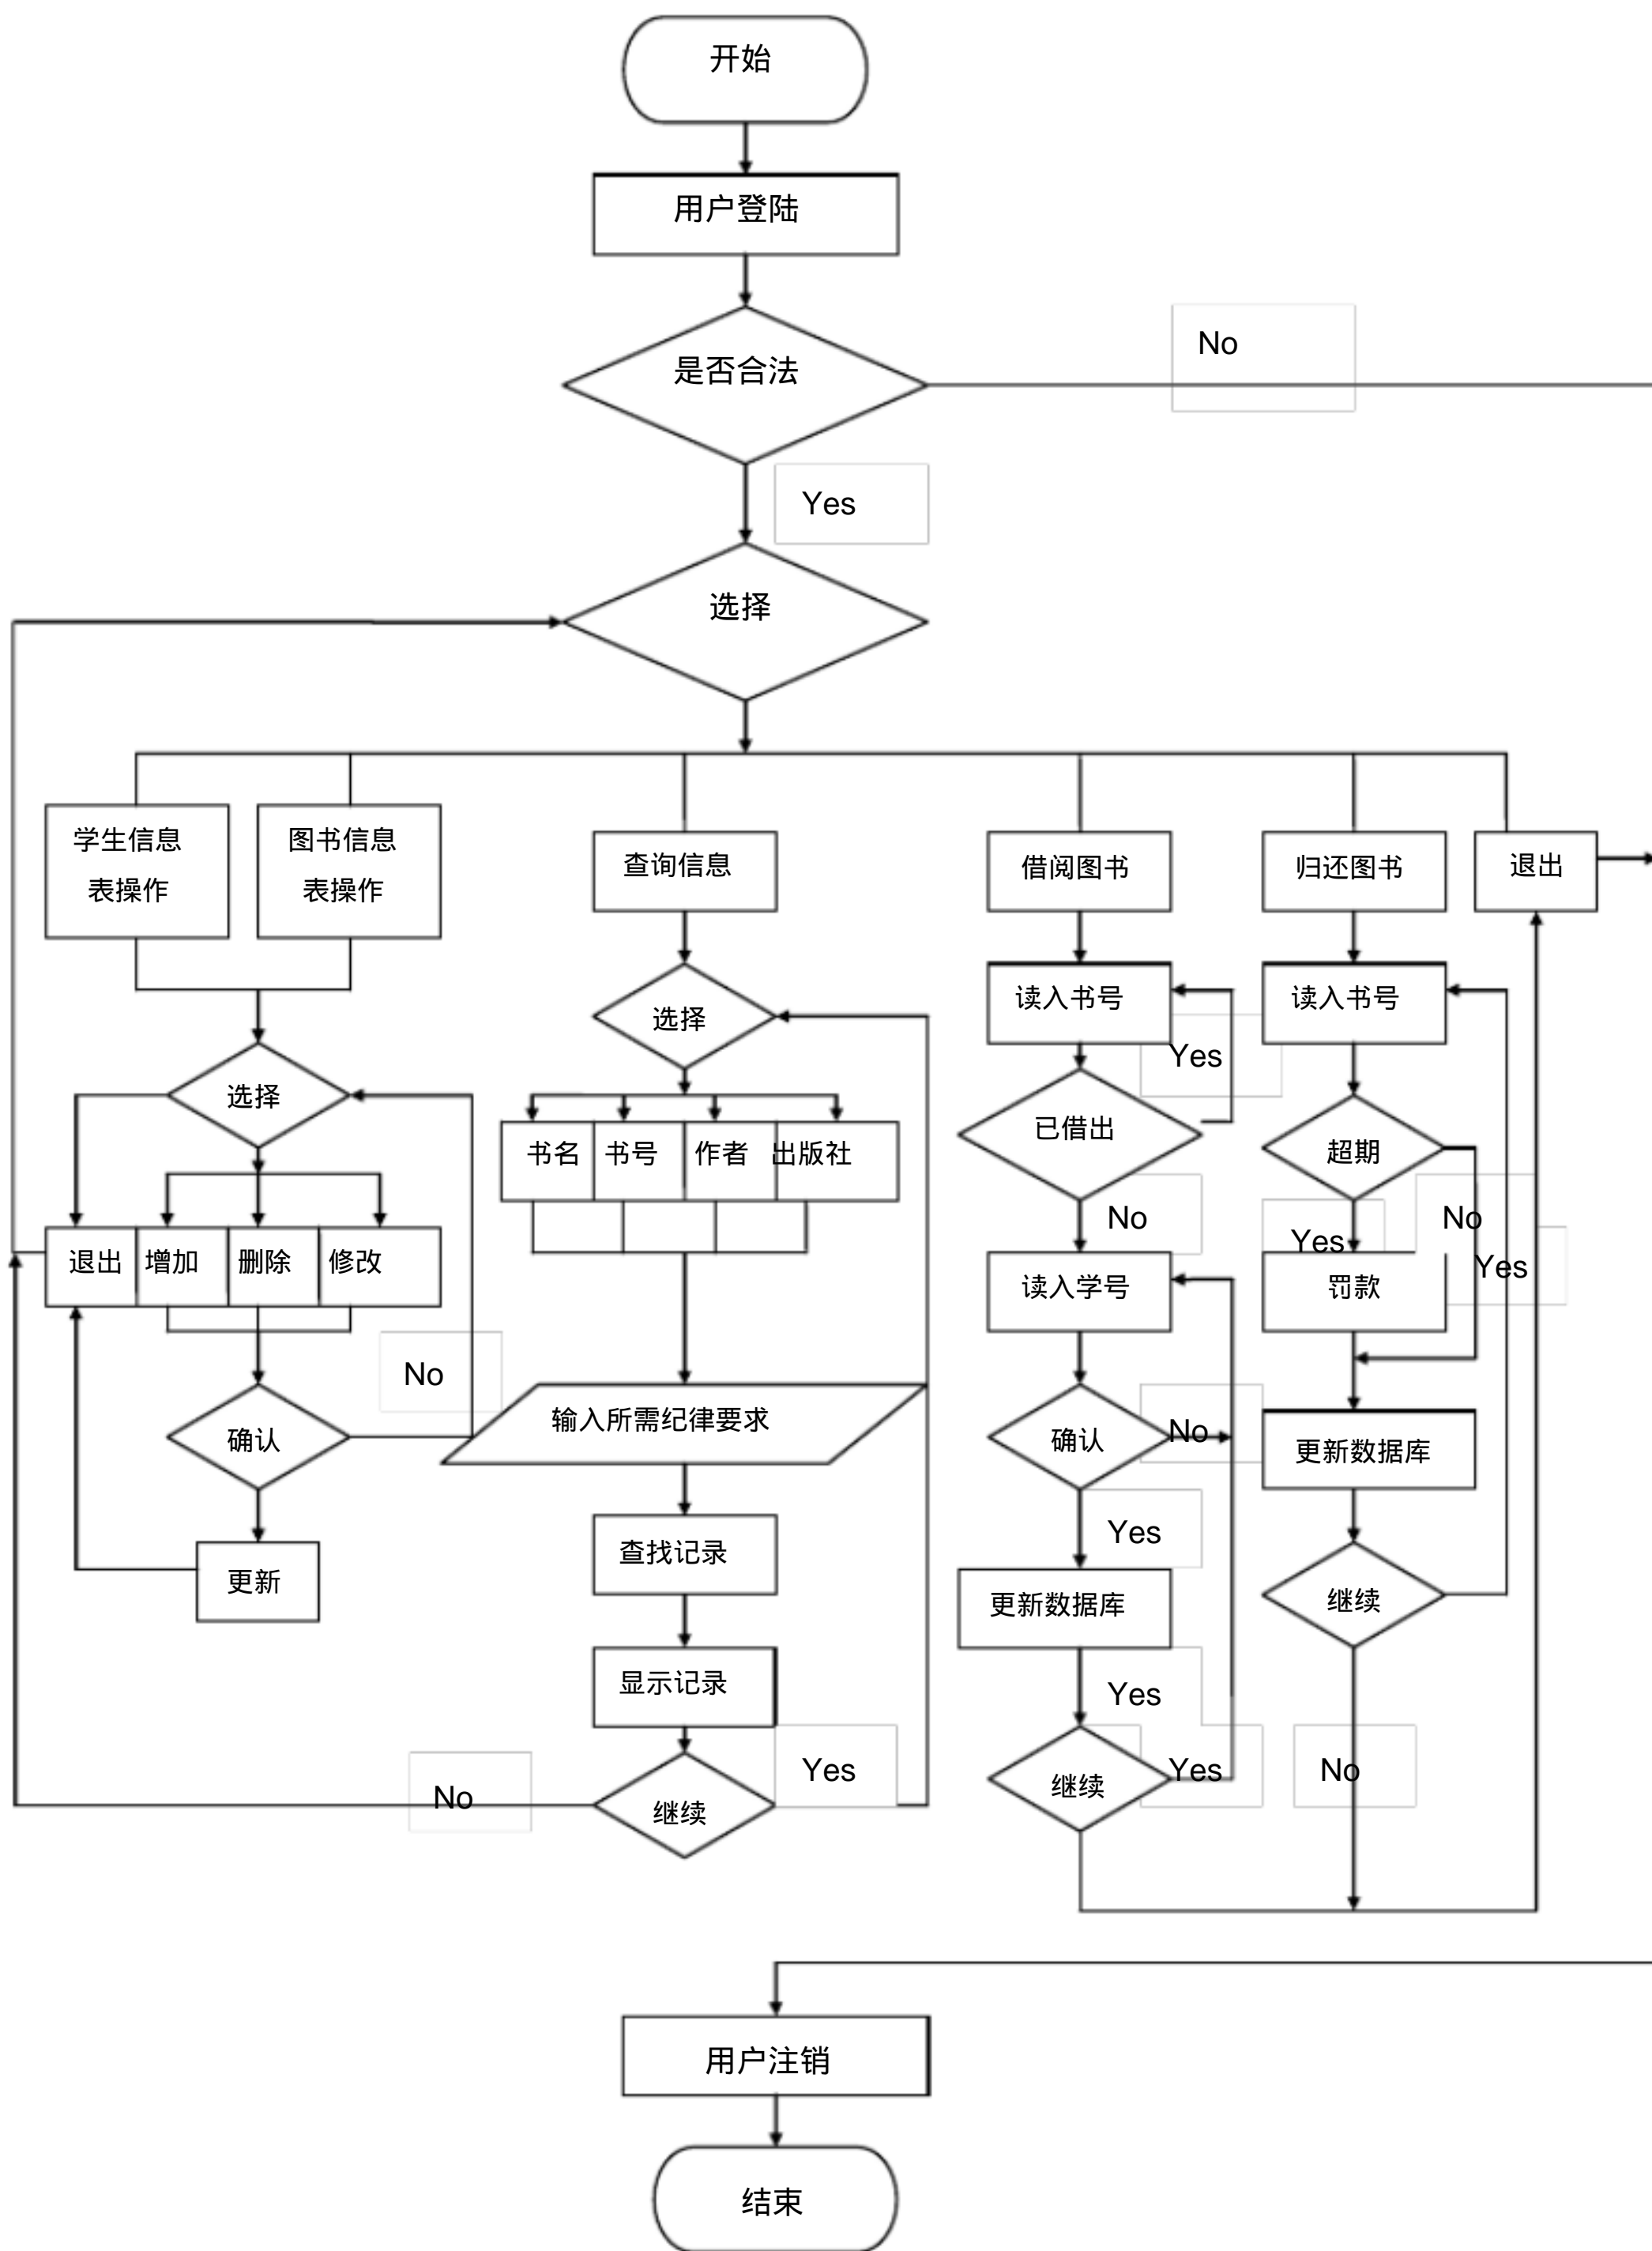 开始
用户登陆
是否合法
No
Yes
选择
学生信息
表操作
图书信息
表操作
查询信息
借阅图书
归还图书
退出
选择
读入书号
读入书号
Yes
选择
已借出
超期
书名
书号
作者
出版社
No
Yes
No
Yes
退出
增加
删除
修改
读入学号
罚款
No
输入所需纪律要求
确认
确认
No
更新数据库
Yes
查找记录
更新
更新数据库
继续
显示记录
Yes
Yes
Yes
No
No
继续
继续
用户注销
结束